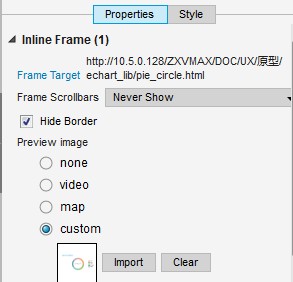 Properties Style
Inline Frame (1)
http://10.5.0.128/ZXVMAX/DOC/UX/原型/
Frame Target echart_lib/pie_circle.html
Frame Scrollbars Never Show
Hide Border
Preview image
none
video
map
custom
Import Clear